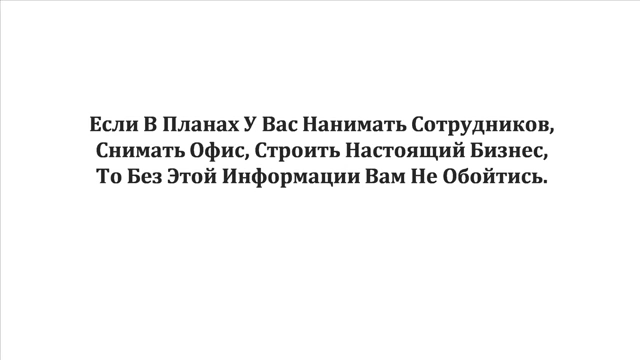 Если В Планах У Вас Нанимать Сотрудников,
Снимать Офис, Строить Настоящий Бизнес,
То Без Этой Информации Вам Не Обойтись.